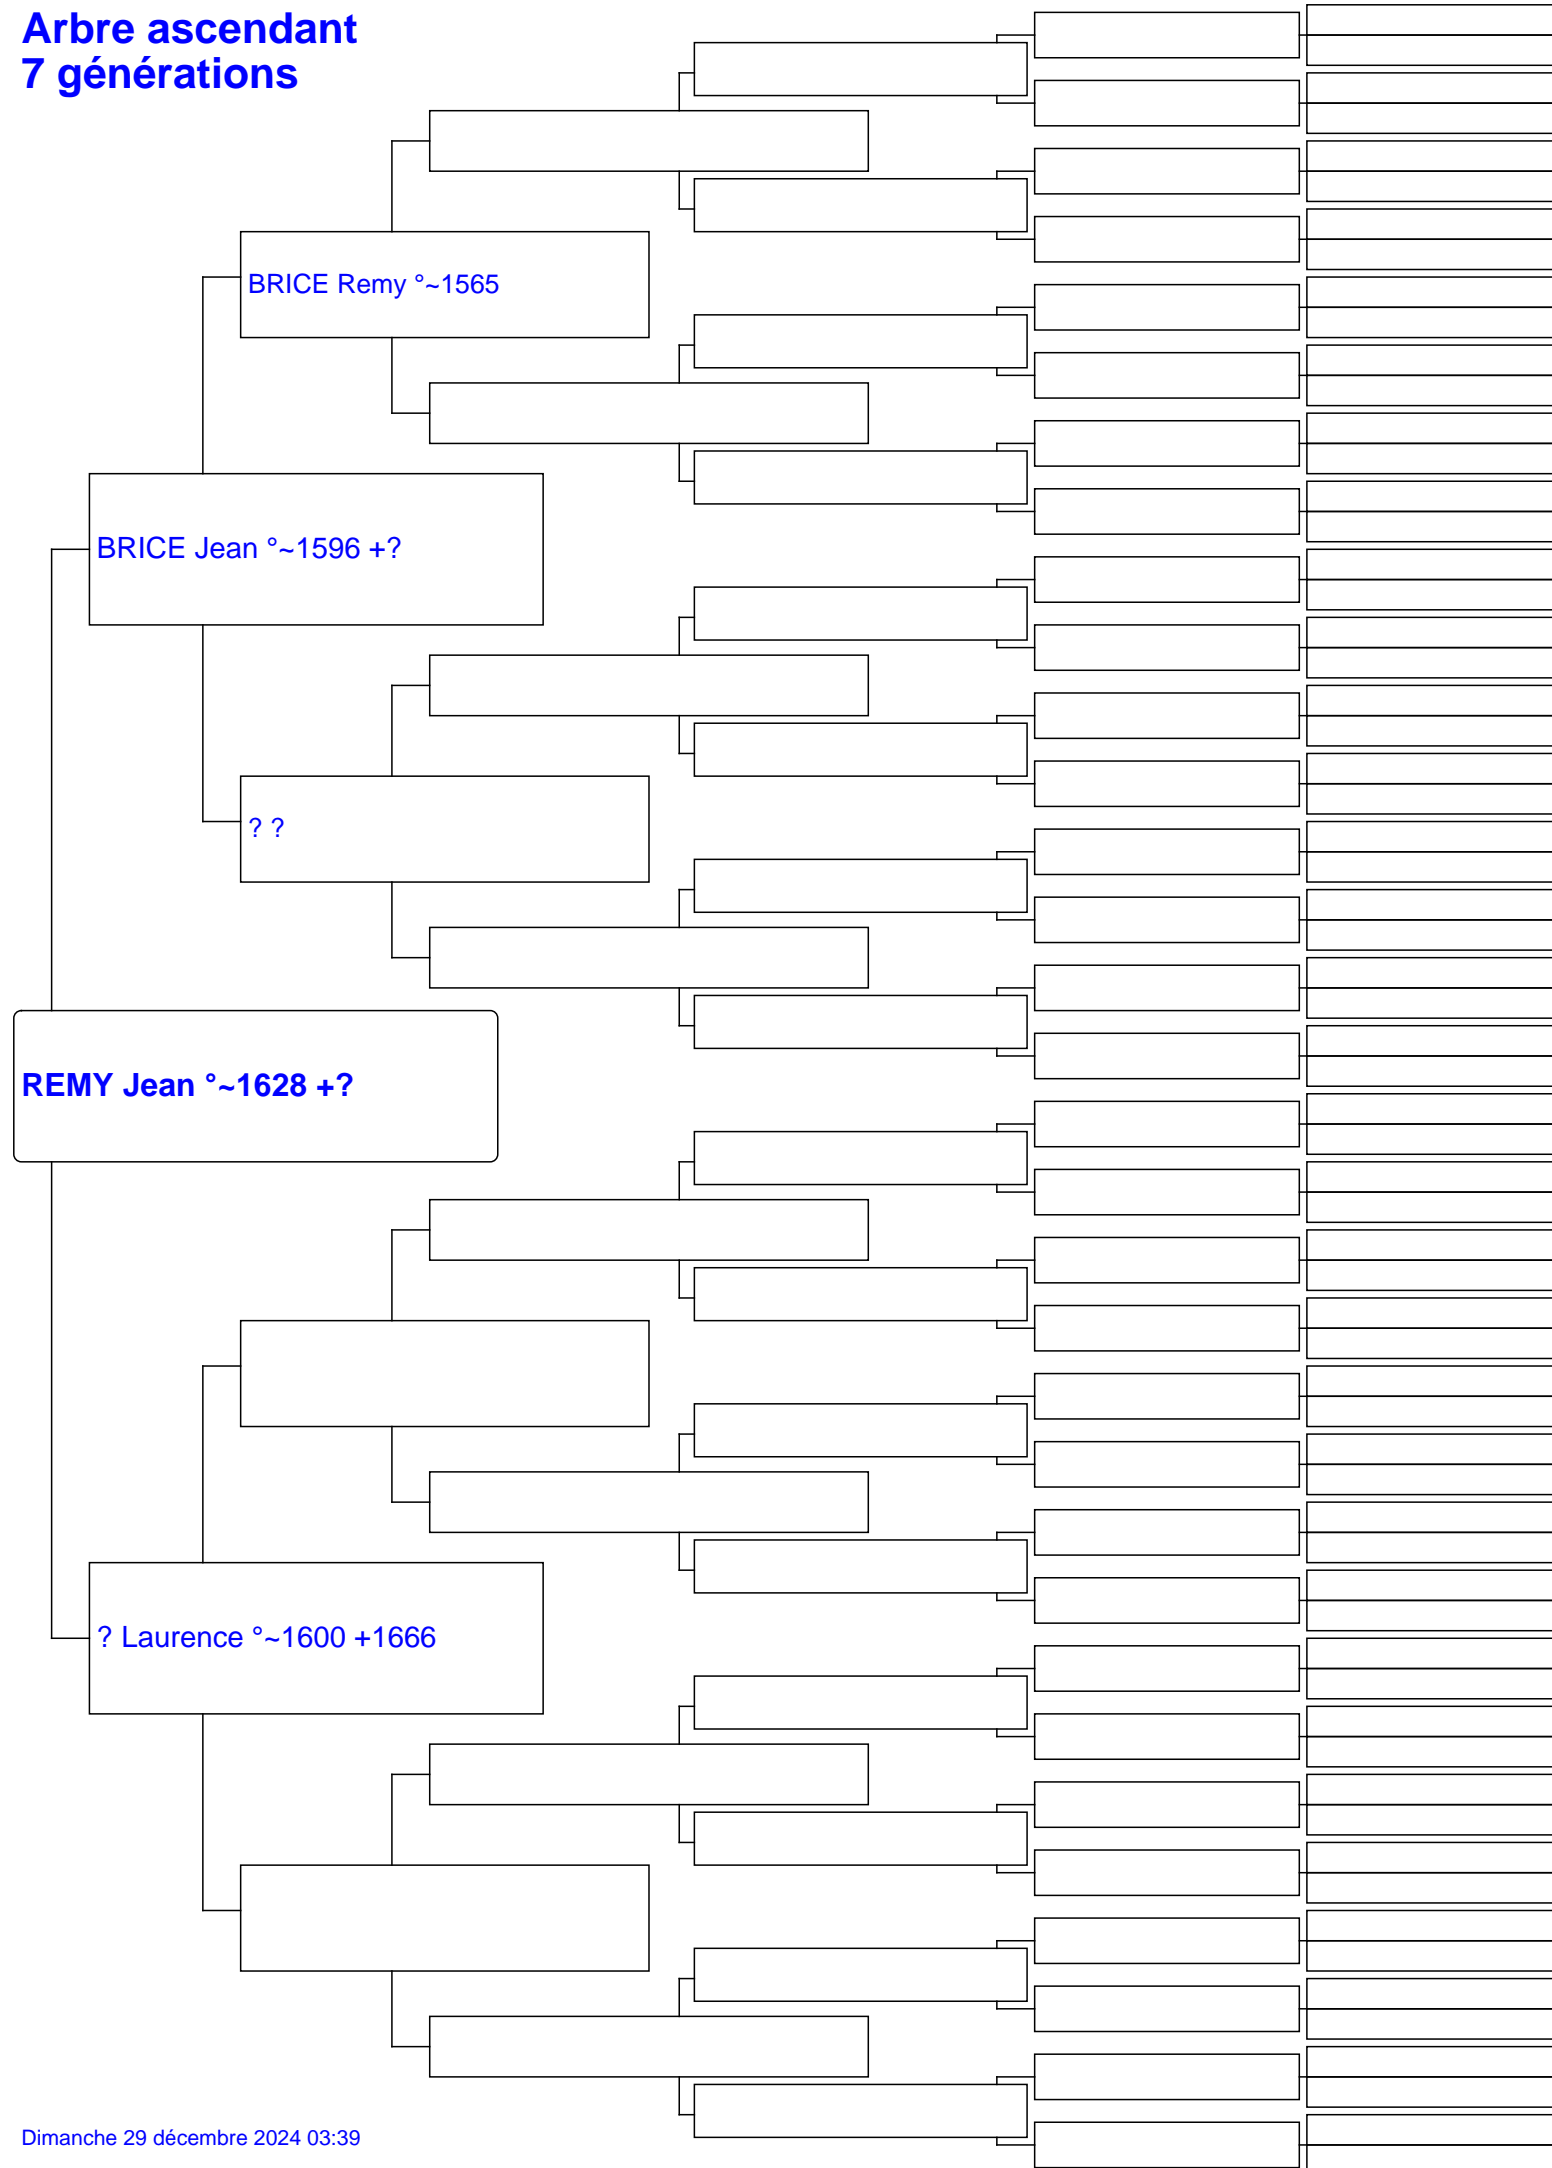 Arbre ascendant
7 générations
BRICE Remy °~1565
BRICE Jean °~1596 +?
? ?
REMY Jean °~1628 +?
? Laurence °~1600 +1666
Dimanche 29 décembre 2024 03:39